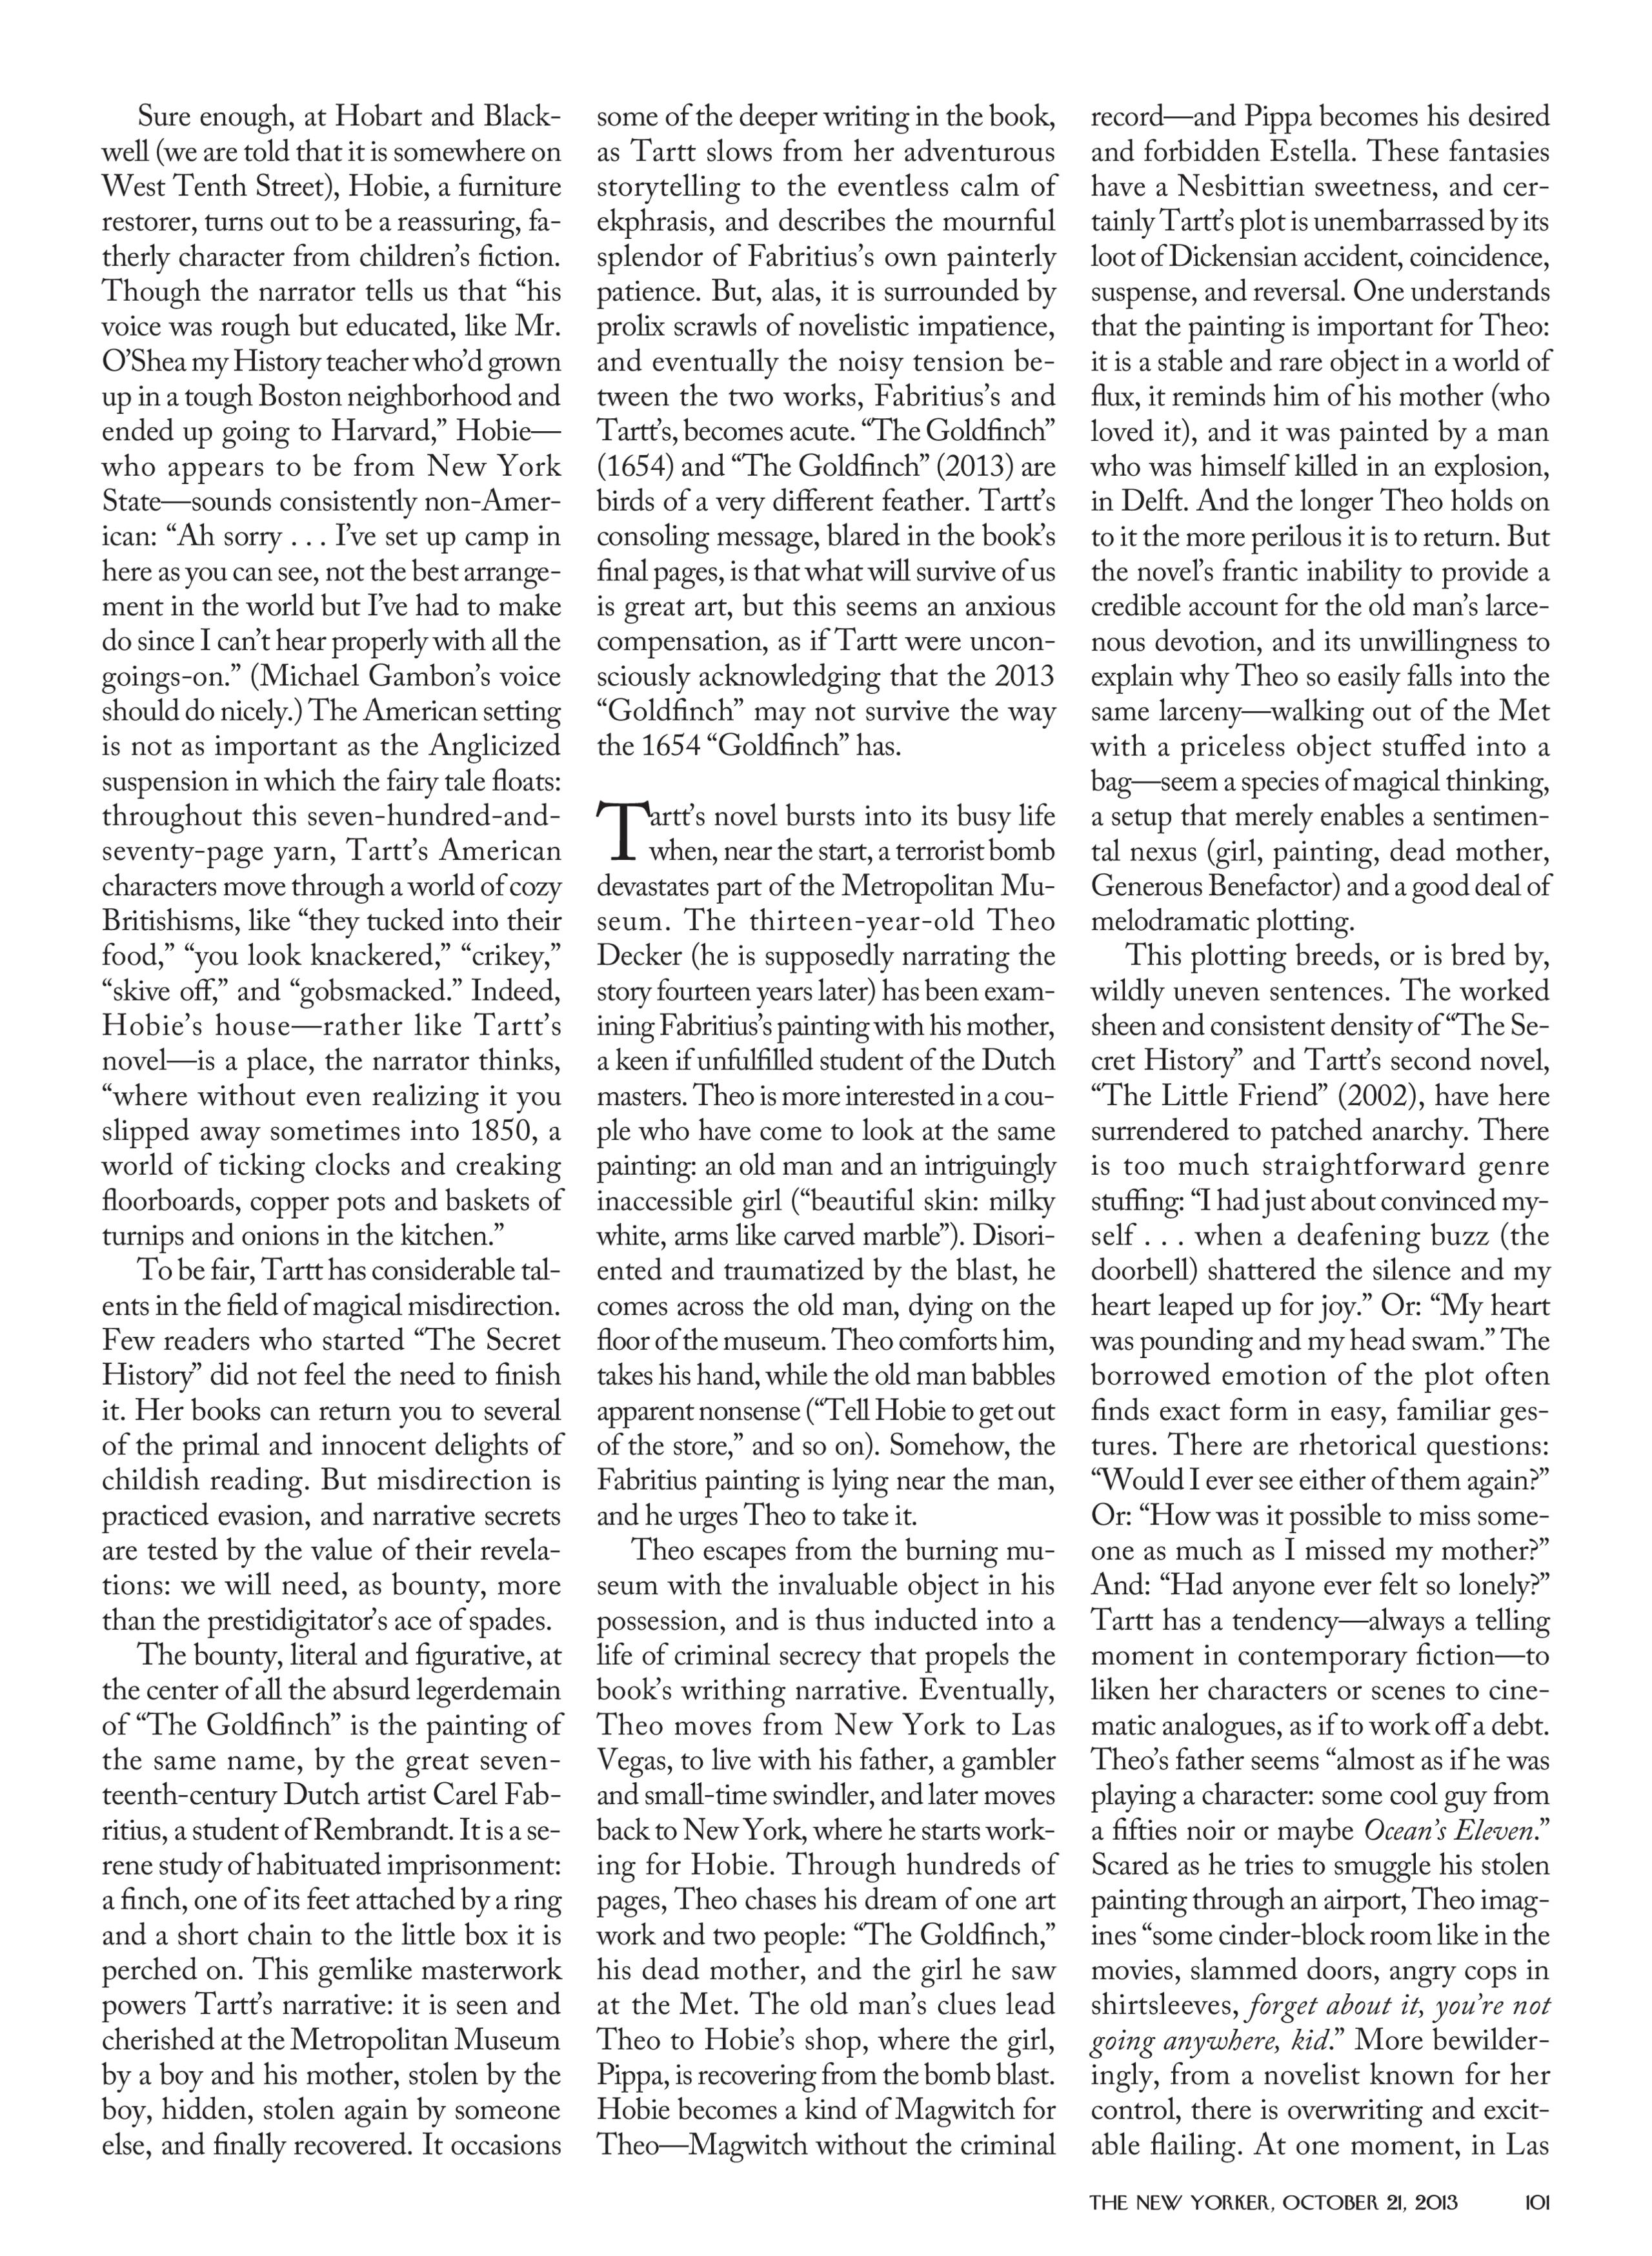 Sure enough, at Hobart and Black-
well (we are told that it is somewhere on
West Tenth Street), Hobie, a furniture
restorer, turns out to be a reassuring, fa-
therly character from children's fiction.
Though the narrator tells us that “his
voice was rough but educated, like Mr.
O'Shea my History teacher who'd grown
up in a tough Boston neighborhood and
ended up going to Harvard,” Hobie—
who appears to be from New York
State—sounds consistently non-Amer-
ican: “Ah sorry . . . I've set up camp in
here as you can see, not the best arrange-
ment in the world but I've had to make
do since I can't hear properly with all the
goings-on.” (Michael Gambon's voice
should do nicely.) The American setting
is not as important as the Anglicized
suspension in which the fairy tale floats:
throughout this seven-hundred-and-
seventy-page yarn, Tartt's American
characters move through a world of cozy
Britishisms, like “they tucked into their
food,” “you look knackered,” “crikey,”
“skive off,” and “gobsmacked.” Indeed,
Hobie's house—rather like Tartt's
novel—is a place, the narrator thinks,
“where without even realizing it you
slipped away sometimes into 1850, a
world of ticking clocks and creaking
floorboards, copper pots and baskets of
turnips and onions in the kitchen.”
To be fair, Tartt has considerable tal-
ents in the field of magical misdirection.
Few readers who started “The Secret
History” did not feel the need to finish
it. Her books can return you to several
of the primal and innocent delights of
childish reading. But misdirection is
practiced evasion, and narrative secrets
are tested by the value of their revela-
tions: we will need, as bounty, more
than the prestidigitator's ace of spades.
The bounty, literal and figurative, at
the center of all the absurd legerdemain
of “The Goldfinch” is the painting of
the same name, by the great seven-
teenth-century Dutch artist Carel Fab-
ritius, a student of Rembrandt. It is a se-
rene study of habituated imprisonment:
a finch, one of its feet attached by a ring
and a short chain to the little box it is
perched on. This gemlike masterwork
powers Tartt's narrative: it is seen and
cherished at the Metropolitan Museum
by a boy and his mother, stolen by the
boy, hidden, stolen again by someone
else, and finally recovered. It occasions
some of the deeper writing in the book,
as Tartt slows from her adventurous
storytelling to the eventless calm of
ekphrasis, and describes the mournful
splendor of Fabritius's own painterly
patience. But, alas, it is surrounded by
prolix scrawls of novelistic impatience,
and eventually the noisy tension be-
tween the two works, Fabritius's and
Tartt's, becomes acute. “The Goldfinch”
(1654) and “The Goldfinch” (2013) are
birds of a very different feather. Tartt's
consoling message, blared in the book's
final pages, is that what will survive of us
is great art, but this seems an anxious
compensation, as if Tartt were uncon-
sciously acknowledging that the 2013
“Goldfinch” may not survive the way
the 1654 “Goldfinch” has.
Tartt's novel bursts into its busy life
when, near the start, a terrorist bomb
devastates part of the Metropolitan Mu-
seum. The thirteen-year-old Theo
Decker (he is supposedly narrating the
story fourteen years later) has been exam-
ining Fabritius's painting with his mother,
a keen if unfulfilled student of the Dutch
masters. Theo is more interested in a cou-
ple who have come to look at the same
painting: an old man and an intriguingly
inaccessible girl (“beautiful skin: milky
white, arms like carved marble”). Disori-
ented and traumatized by the blast, he
comes across the old man, dying on the
floor of the museum. Theo comforts him,
takes his hand, while the old man babbles
apparent nonsense (“Tell Hobie to get out
of the store,” and so on). Somehow, the
Fabritius painting is lying near the man,
and he urges Theo to take it.
Theo escapes from the burning mu-
seum with the invaluable object in his
possession, and is thus inducted into a
life of criminal secrecy that propels the
book's writhing narrative. Eventually,
Theo moves from New York to Las
Vegas, to live with his father, a gambler
and small-time swindler, and later moves
back to New York, where he starts work-
ing for Hobie. Through hundreds of
pages, Theo chases his dream of one art
work and two people: “The Goldfinch,”
his dead mother, and the girl he saw
at the Met. The old man's clues lead
Theo to Hobie's shop, where the girl,
Pippa, is recovering from the bomb blast.
Hobie becomes a kind of Magwitch for
Theo—Magwitch without the criminal
record—and Pippa becomes his desired
and forbidden Estella. These fantasies
have a Nesbittian sweetness, and cer-
tainly Tartt's plot is unembarrassed by its
loot of Dickensian accident, coincidence,
suspense, and reversal. One understands
that the painting is important for Theo:
it is a stable and rare object in a world of
flux, it reminds him of his mother (who
loved it), and it was painted by a man
who was himself killed in an explosion,
in Delft. And the longer Theo holds on
to it the more perilous it is to return. But
the novel's frantic inability to provide a
credible account for the old man's larce-
nous devotion, and its unwillingness to
explain why Theo so easily falls into the
same larceny—walking out of the Met
with a priceless object stuffed into a
bag—seem a species of magical thinking,
a setup that merely enables a sentimen-
tal nexus (girl, painting, dead mother,
Generous Benefactor) and a good deal of
melodramatic plotting.
This plotting breeds, or is bred by,
wildly uneven sentences. The worked
sheen and consistent density of “The Se-
cret History” and Tartt's second novel,
“The Little Friend” (2002), have here
surrendered to patched anarchy. There
is too much straightforward genre
stuffing: “I had just about convinced my-
self . . . when a deafening buzz (the
doorbell) shattered the silence and my
heart leaped up for joy.” Or: “My heart
was pounding and my head swam.” The
borrowed emotion of the plot often
finds exact form in easy, familiar ges-
tures. There are rhetorical questions:
“Would I ever see either of them again?”
Or: “How was it possible to miss some-
one as much as I missed my mother?”
And: “Had anyone ever felt so lonely?”
Tartt has a tendency—always a telling
moment in contemporary fiction—to
liken her characters or scenes to cine-
matic analogues, as if to work off a debt.
Theo's father seems “almost as if he was
playing a character: some cool guy from
a fifties noir or maybe Ocean's Eleven.”
Scared as he tries to smuggle his stolen
painting through an airport, Theo imag-
ines “some cinder-block room like in the
movies, slammed doors, angry cops in
shirtsleeves, forget about it, you're not
going anywhere, kid.” More bewilder-
ingly, from a novelist known for her
control, there is overwriting and excit-
able flailing. At one moment, in Las
THE NEW YORKER, OCTOBER 21, 2013 101